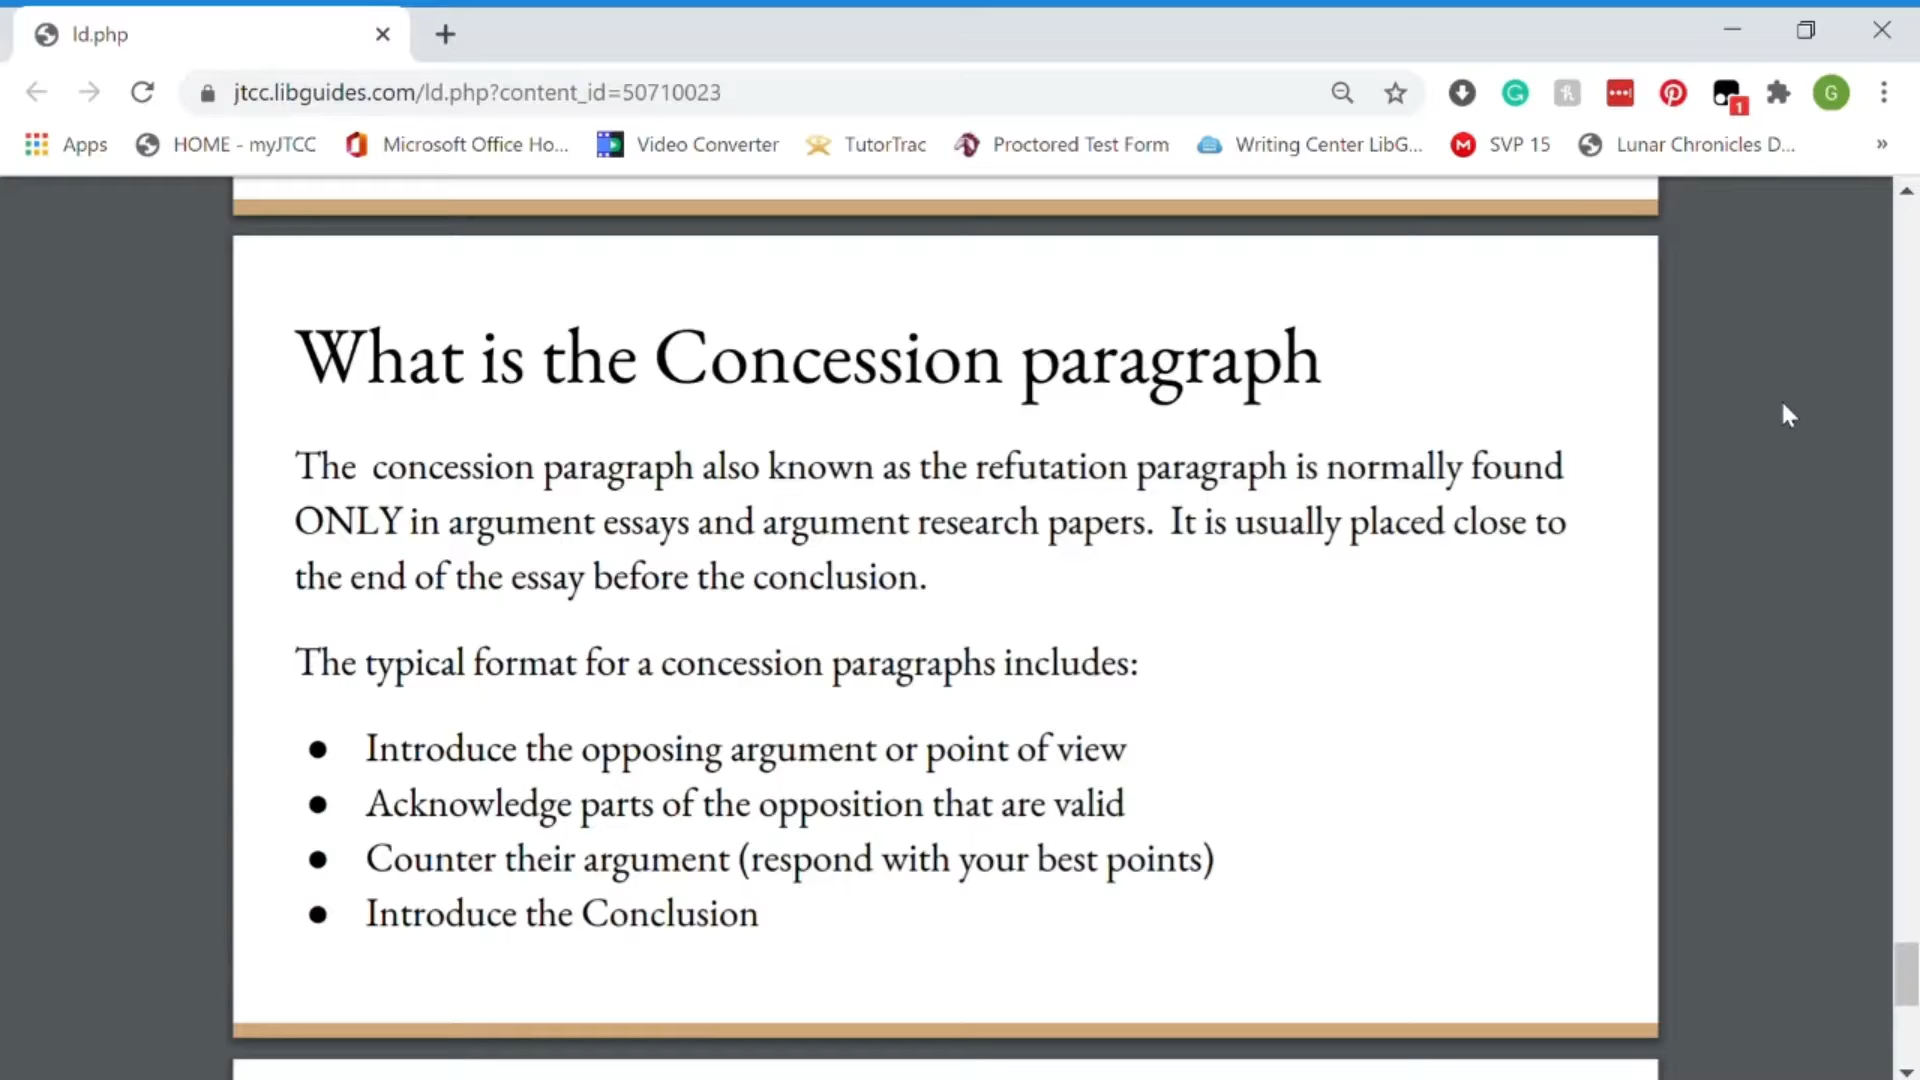 ld.php
jtcc.libguides.com/ld.php?content_id=50710023
G
1
G
Apps
HOME - myJTCC
Microsoft Office Ho...
Video Converter
TutorTrac
Proctored Test Form
Writing Center LibG...
M
SVP 15
Lunar Chronicles D...
»
What is the Concession paragraph
The concession paragraph also known as the refutation paragraph is normally found
ONLY in argument essays and argument research papers. It is usually placed close to
the end of the essay before the conclusion.
The typical format for a concession paragraphs includes:
● Introduce the opposing argument or point of view
● Acknowledge parts of the opposition that are valid
● Counter their argument (respond with your best points)
● Introduce the Conclusion